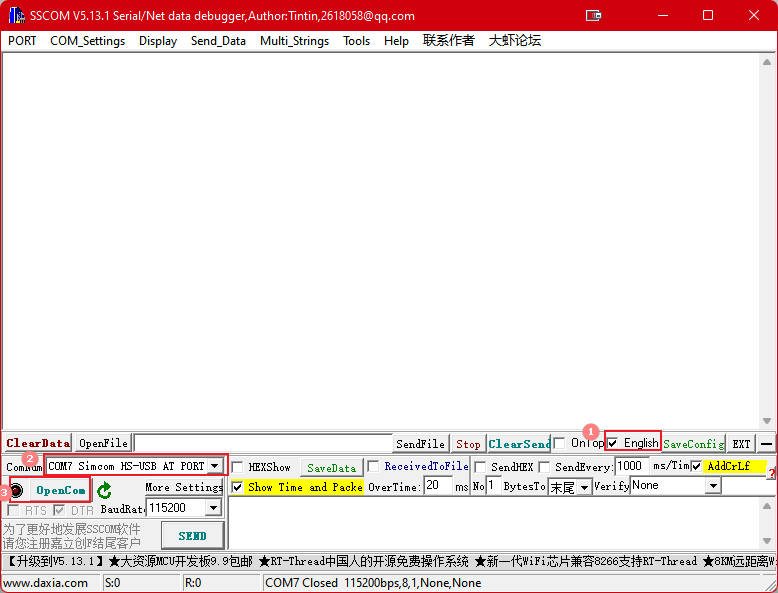 SSCOM V5.13.1 Serial/Net data debugger,Author:Tintin,2618058@qq.com
PORT COM_Settings Display Send_Data Multi_Strings Tools Help 联系作者 大虾论坛
ClearData OpenFile SendFile Stop ClearSend OnTop 1 English SaveConfig EXT
ComNum 2 COM7 Simcom HS-USB AT PORT HEXShow SaveData ReceivedToFile SendHEX SendEvery: 1000 ms/Tim AddCrLf
3 OpenCom More Settings Show Time and Packe OverTime: 20 ms No 1 BytesTo 末尾 Verify None ?
RTS DTR BaudRat 115200
为了更好地发展SSCOM软件
请您注册嘉立创F结尾客户 SEND
【升级到V5.13.1】★大资源MCU开发板9.9包邮 ★RT-Thread中国人的开源免费操作系统 ★新一代WiFi芯片兼容8266支持RT-Thread ★8KM远距离W
www.daxia.com S:0 R:0 COM7 Closed 115200bps,8,1,None,None